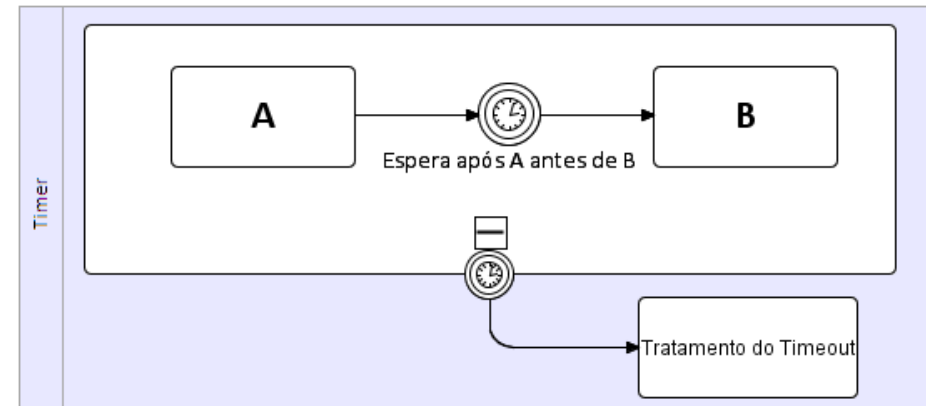 Timer
A
B
Espera após A antes de B
Tratamento do Timeout